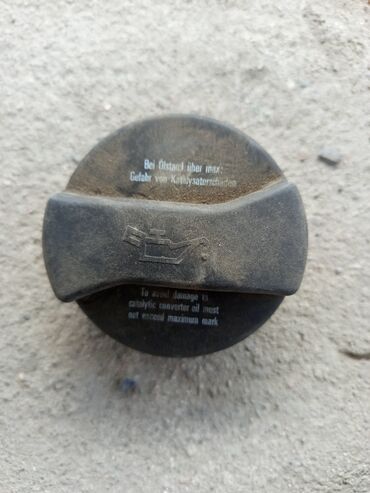 Bei Ölstand über max:
Gefahr von Katalysatorschäden
To avoid damage to
catalytic converter oil must
not exceed maximum mark